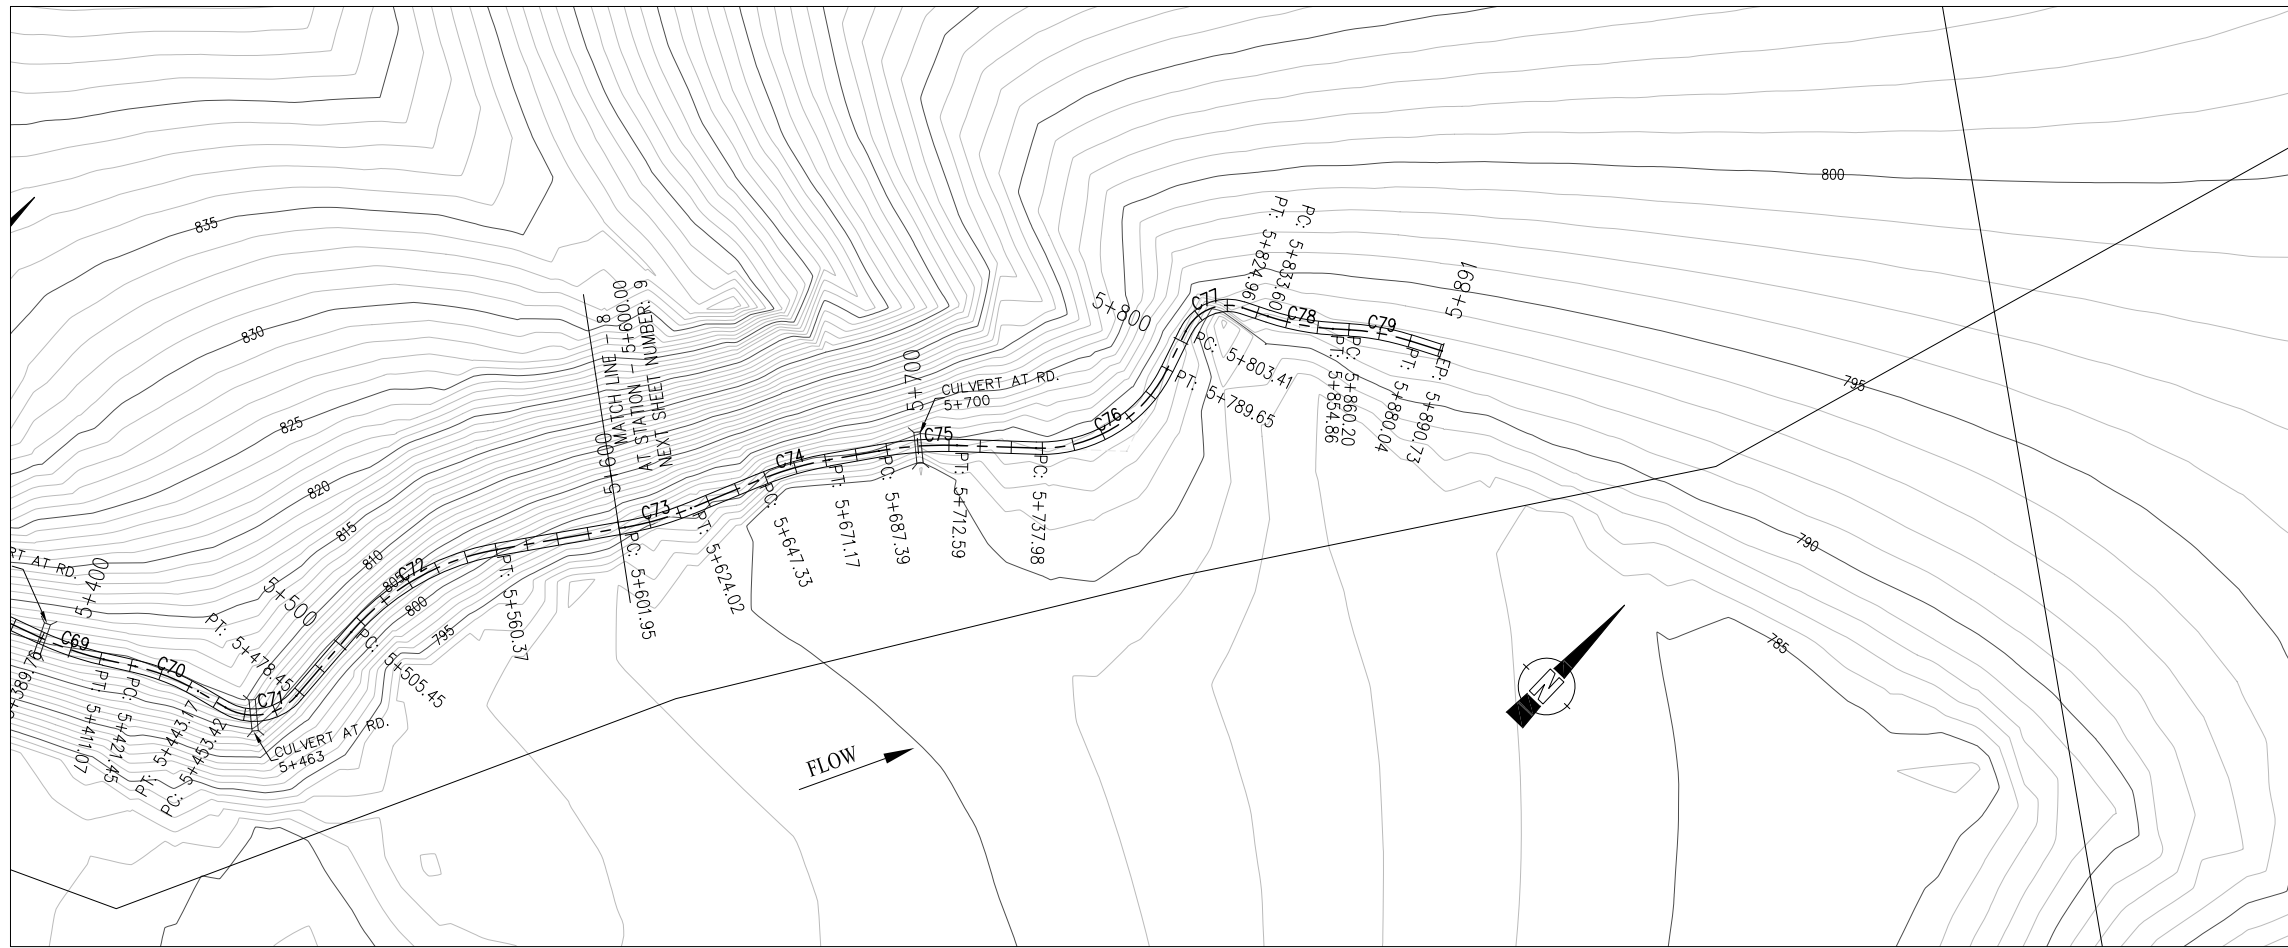 835
830
825
820
815
810
805
800
795
800
795
790
785
AT RD.
5+400
C69
C70
C71
C72
C73
C74
C75
C76
C77
C78
C79
PT: 5+411.07
PC: 5+421.45
PT: 5+443.17
PC: 5+453.42
CULVERT AT RD.
5+463
PT: 5+478.45
5+500
PC: 5+505.45
PT: 5+560.37
5+600
MATCH LINE - 8
AT STATION - 5+600.00
NEXT SHEET NUMBER: 9
PC: 5+601.95
PT: 5+624.02
PC: 5+647.33
PT: 5+671.17
PC: 5+687.39
5+700
CULVERT AT RD.
5+700
PT: 5+712.59
PC: 5+737.98
PT: 5+789.65
5+800
PC: 5+803.41
PT: 5+824.96
PC: 5+833.60
PT: 5+854.86
PC: 5+860.20
PT: 5+880.04
EP: 5+890.73
5+891
FLOW
N